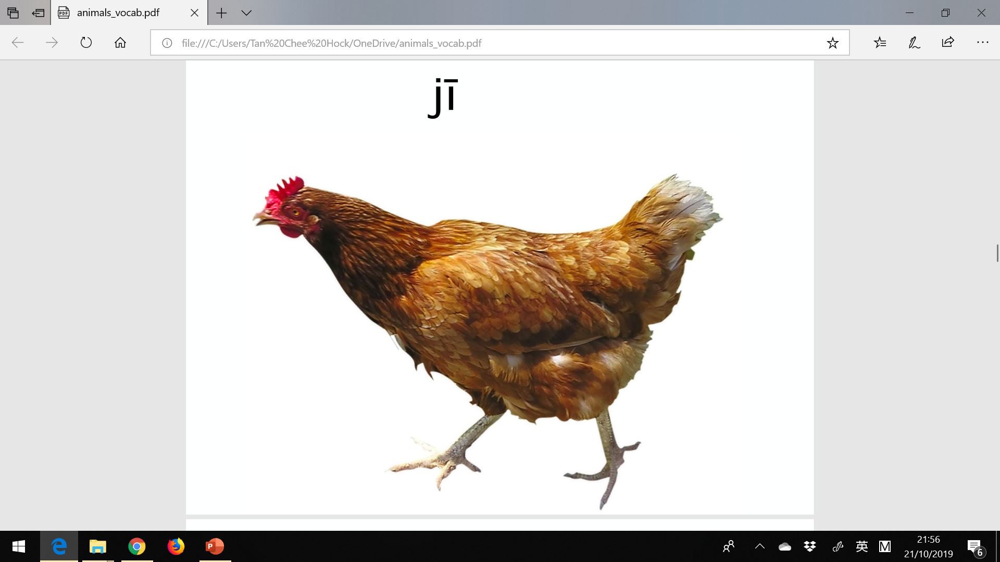 animals_vocab.pdf
file:///C:/Users/Tan%20Chee%20Hock/OneDrive/animals_vocab.pdf
jī
英
21:56
21/10/2019
6